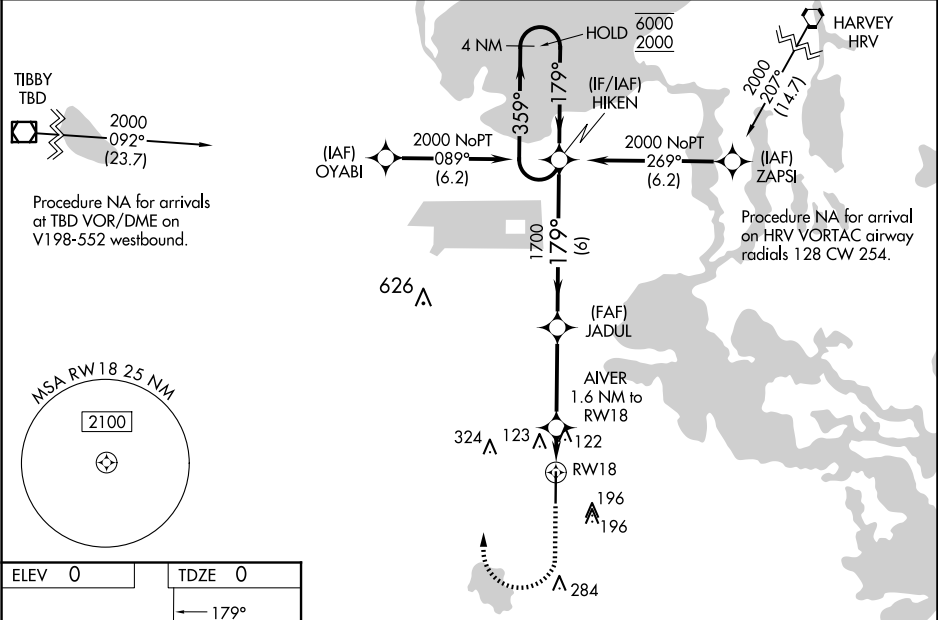 HOLD
6000
2000
4 NM
359°
179°
(IF/IAF)
HIKEN
HARVEY
HRV
2000
207°
(14.7)
TIBBY
TBD
2000
092°
(23.7)
Procedure NA for arrivals
at TBD VOR/DME on
V198-552 westbound.
(IAF)
OYABI
2000 NoPT
089°
(6.2)
2000 NoPT
269°
(6.2)
(IAF)
ZAPSI
Procedure NA for arrival
on HRV VORTAC airway
radials 128 CW 254.
1700
179°
(6)
626
(FAF)
JADUL
AIVER
1.6 NM to
RW18
324
123
122
RW18
196
196
284
MSA RW18 25 NM
2100
ELEV 0
TDZE 0
179°